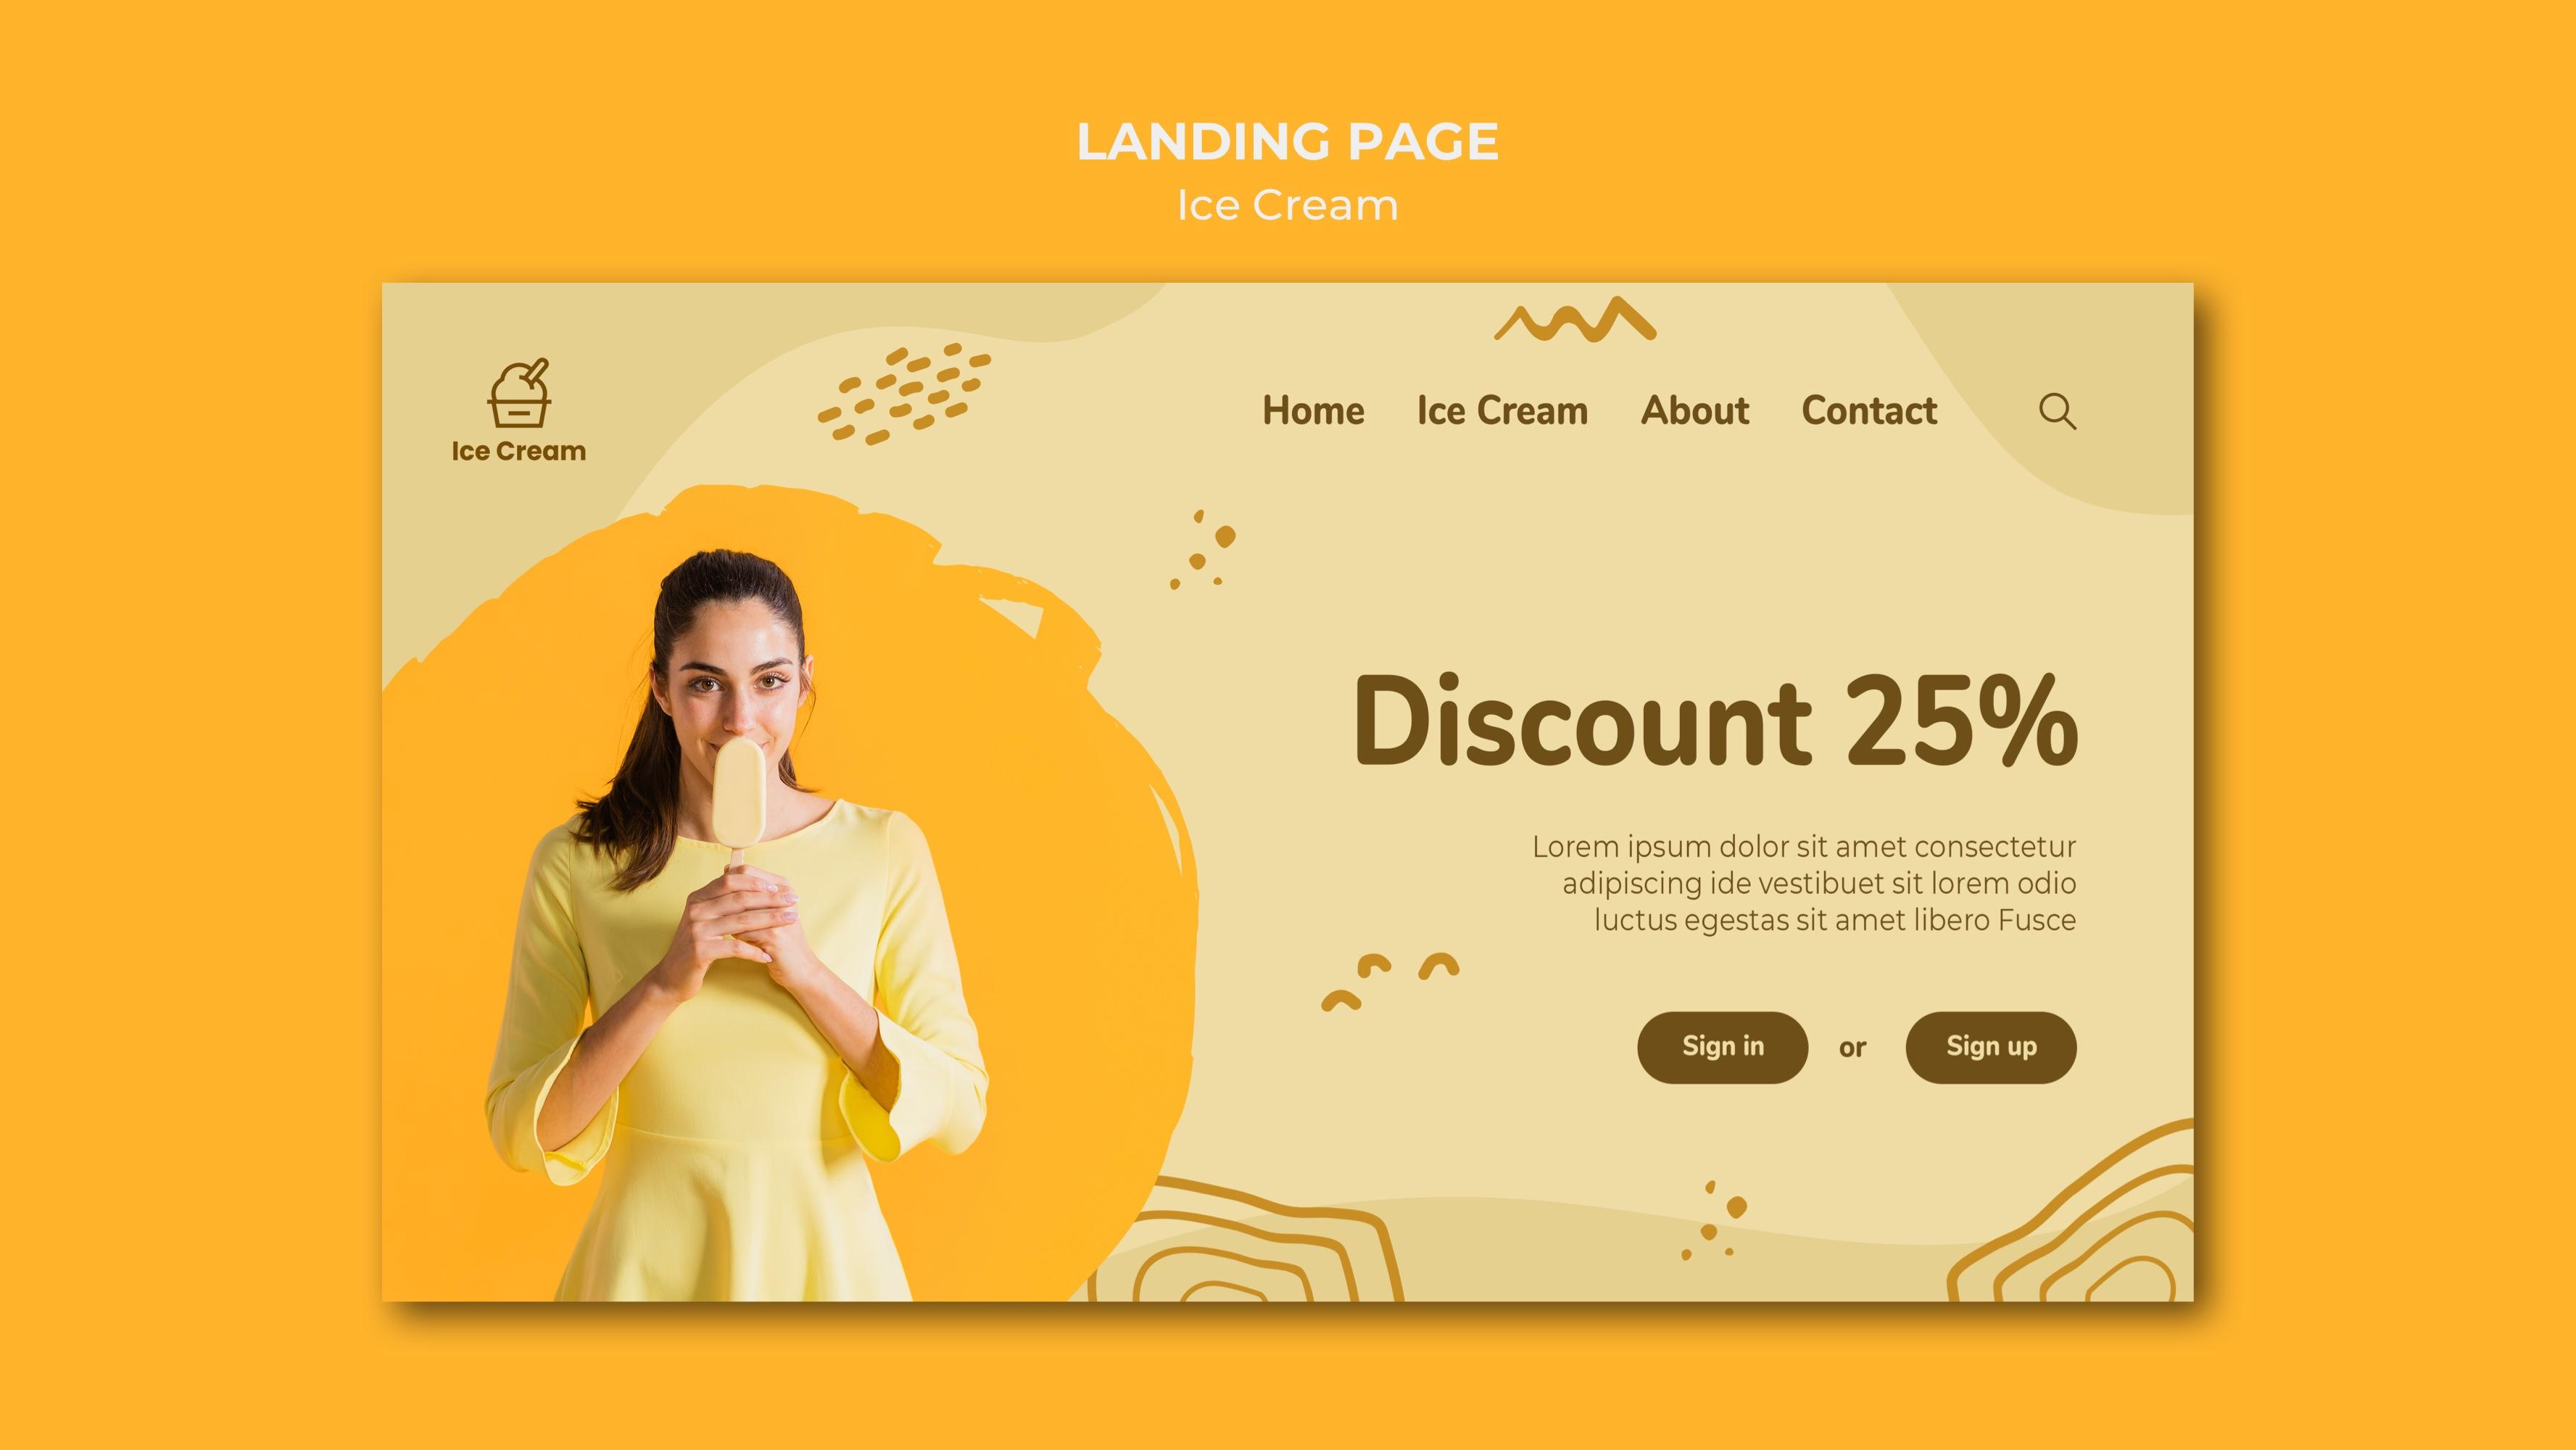 LANDING PAGE
Ice Cream
Ice Cream
Home Ice Cream About Contact
Discount 25%
Lorem ipsum dolor sit amet consectetur
adipiscing ide vestibuet sit lorem odio
luctus egestas sit amet libero Fusce
Sign in or Sign up